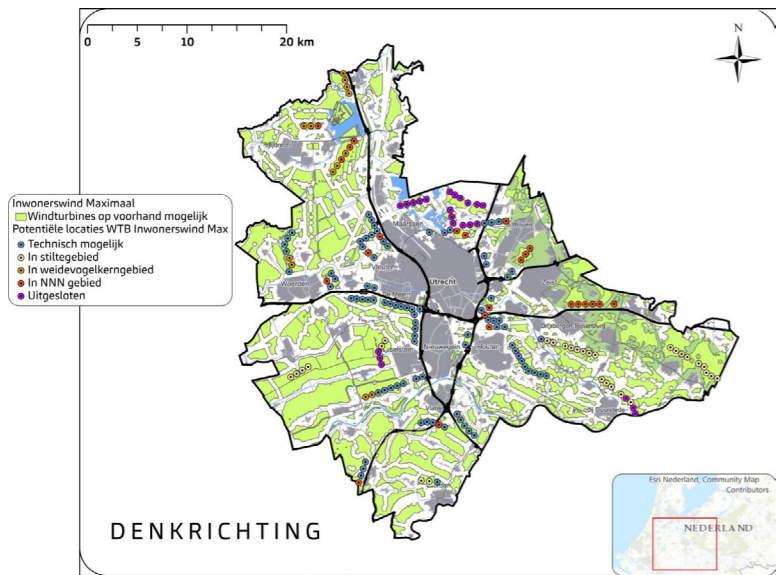 0 5 10 20 km
N
Maarssen
Vleuten
Utrecht
Woerden
De Meern
Zeist
Driebergen-Rijsenburg
Nieuwegein
Houten
IJsselstein
Inwonerswind Maximaal
Windturbines op voorhand mogelijk
Potentiële locaties WTB Inwonerswind Max
Technisch mogelijk
In stiltegebied
In weidevogelkerngebied
In NNN gebied
Uitgesloten
DENKRICHTING
Esri Nederland, Community Map
Contributors
NEDERLAND